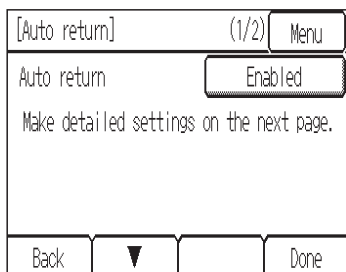 [Auto return] (1/2) Menu
Auto return Enabled
Make detailed settings on the next page.
Back ▼ Done